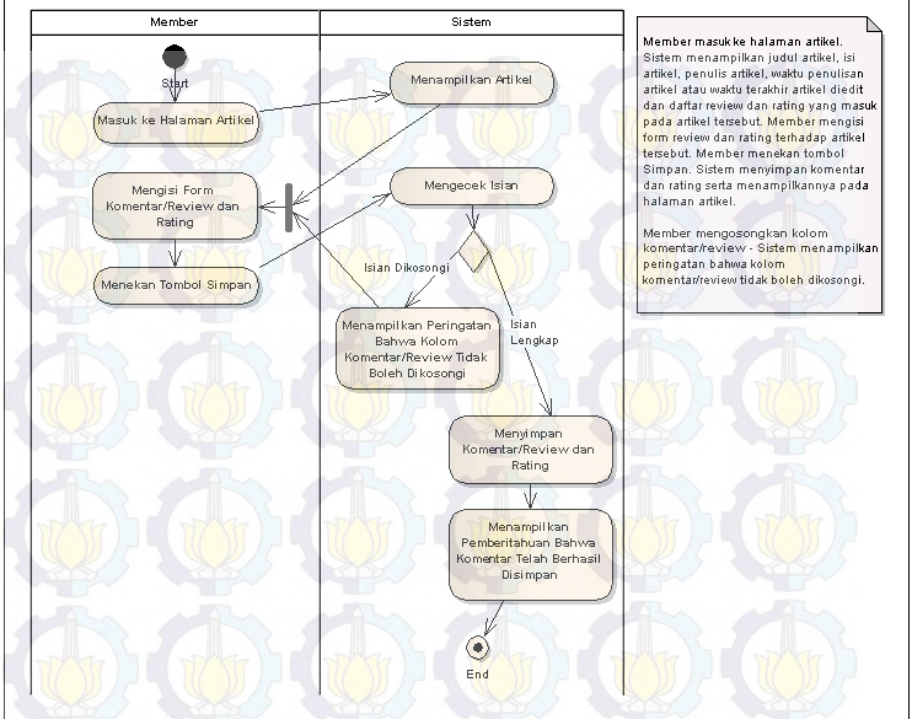 Member
Sistem
Start
Masuk ke Halaman Artikel
Menampilkan Artikel
Mengisi Form
Komentar/Review dan
Rating
Mengecek Isian
Menekan Tombol Simpan
Isian Dikosongi
Menampilkan Peringatan
Bahwa Kolom
Komentar/Review Tidak
Boleh Dikosongi
Isian
Lengkap
Menyimpan
Komentar/Review dan
Rating
Menampilkan
Pemberitahuan Bahwa
Komentar Telah Berhasil
Disimpan
End
Member masuk ke halaman artikel.
Sistem menampilkan judul artikel, isi
artikel, penulis artikel, waktu penulisan
artikel atau waktu terakhir artikel diedit
dan daftar review dan rating yang masuk
pada artikel tersebut. Member mengisi
form review dan rating terhadap artikel
tersebut. Member menekan tombol
Simpan. Sistem menyimpan komentar
dan rating serta menampilkannya pada
halaman artikel.
Member mengosongkan kolom
komentar/review - Sistem menampilkan
peringatan bahwa kolom
komentar/review tidak boleh dikosongi.